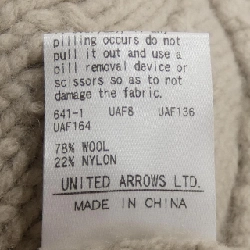 pilling occurs do not
pull it out and use a
pill removal device or
scissors so as to not
damage the fabric.
641-1 UAF8 UAF136
UAF164
78% WOOL
22% NYLON
UNITED ARROWS LTD.
MADE IN CHINA